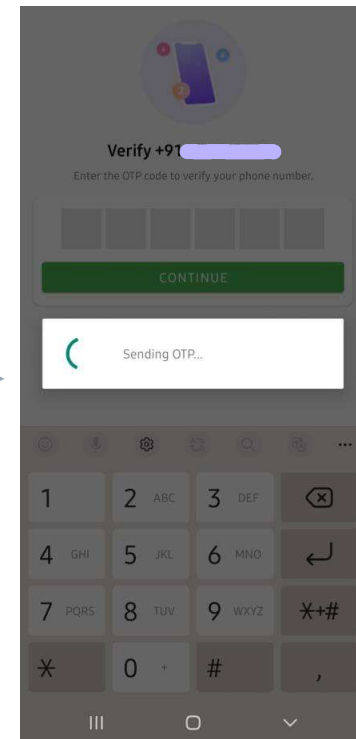 Verify +91
Enter the OTP code to verify your phone number.
CONTINUE
Sending OTP...
1 2 ABC 3 DEF
4 GHI 5 JKL 6 MNO
7 PQRS 8 TUV 9 WXYZ *+#
* 0 + # ,